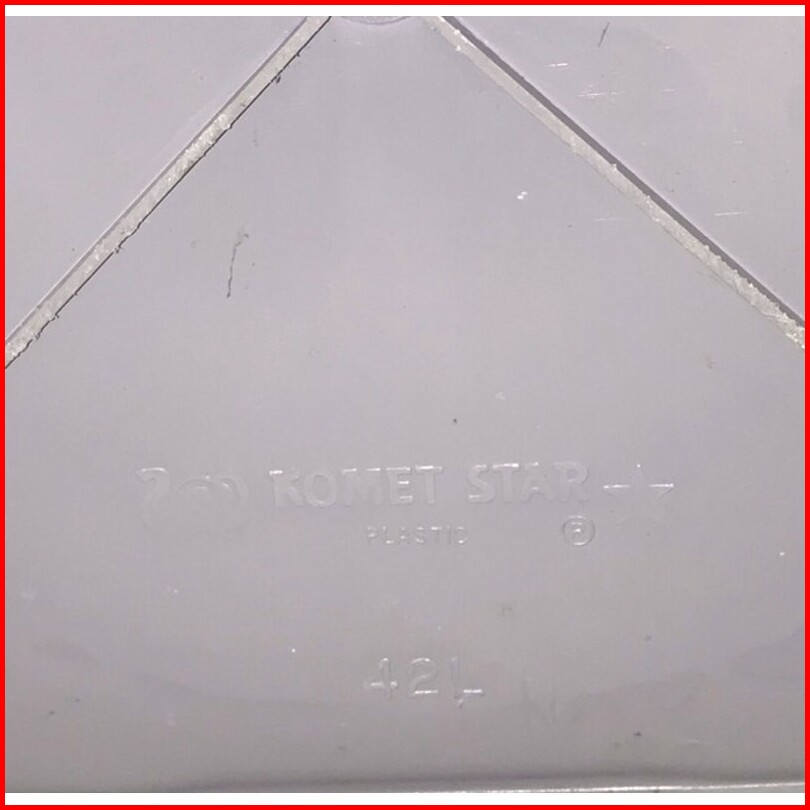 KOMET STAR
PLASTIC
®
42L